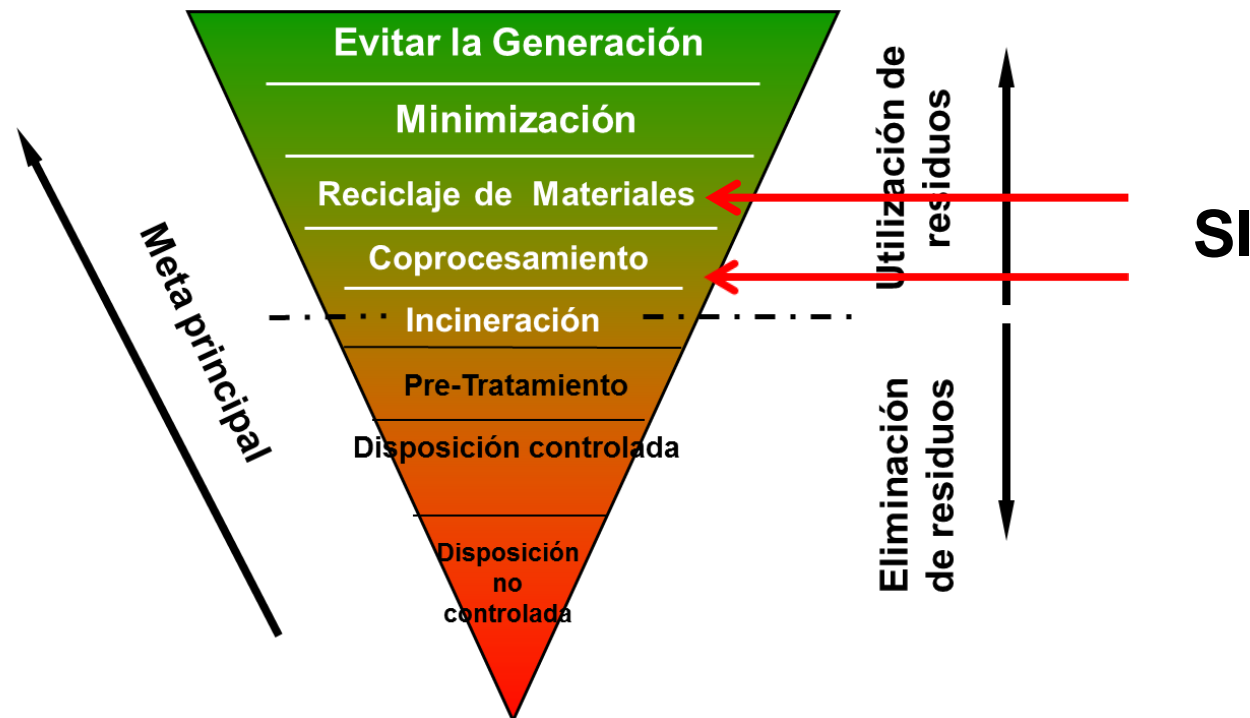 Evitar la Generación
Minimización
Reciclaje de Materiales
Coprocesamiento
Incineración
Pre-Tratamiento
Disposición controlada
Disposición
no
controlada
Meta principal
Utilización de
residuos
Eliminación
de residuos